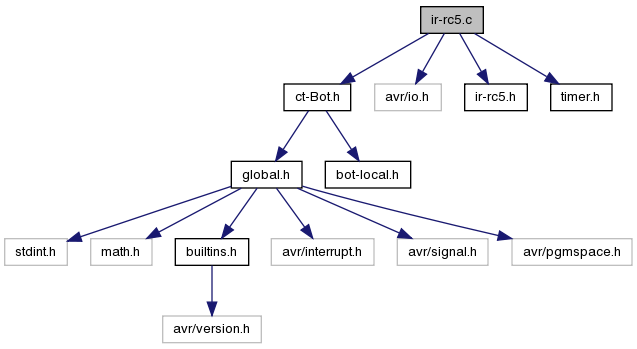 ir-rc5.c
ct-Bot.h
avr/io.h
ir-rc5.h
timer.h
global.h
bot-local.h
stdint.h
math.h
builtins.h
avr/interrupt.h
avr/signal.h
avr/pgmspace.h
avr/version.h